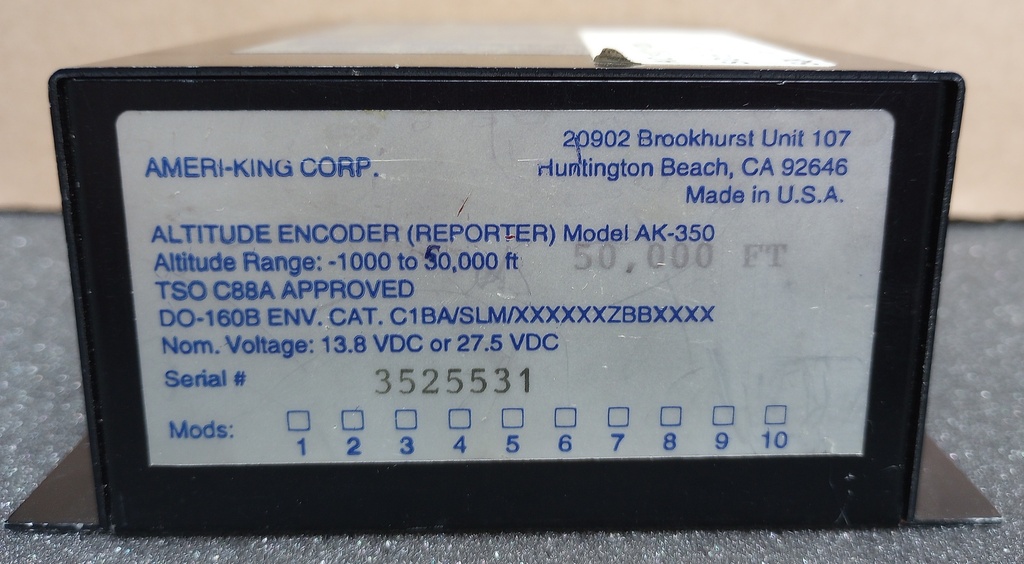 20902 Brookhurst Unit 107
AMERI-KING CORP.
Huntington Beach, CA 92646
Made in U.S.A.
ALTITUDE ENCODER (REPORTER) Model AK-350
Altitude Range: -1000 to 50,000 ft 50,000 FT
TSO C88A APPROVED
DO-160B ENV. CAT. C1BA/SLM/XXXXXXZBBXXXX
Nom. Voltage: 13.8 VDC or 27.5 VDC
Serial # 3525531
Mods: 1 2 3 4 5 6 7 8 9 10